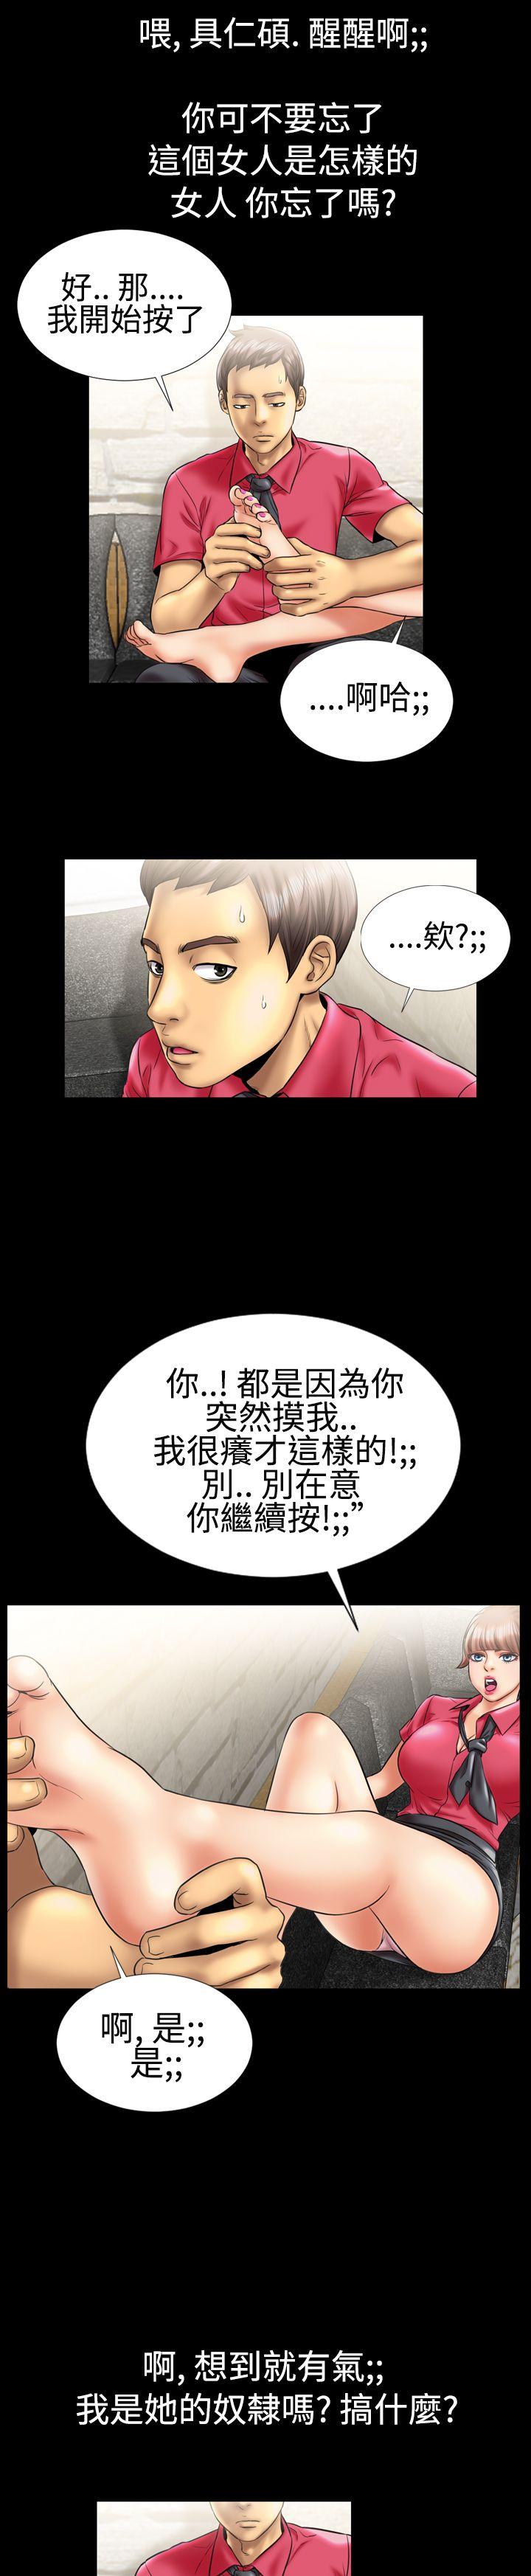 喂, 具仁碩. 醒醒啊;;
你可不要忘了
這個女人是怎樣的
女人 你忘了嗎?
好.. 那....
我開始按了
....啊哈;;
....欸?;;
你..! 都是因為你
突然摸我..
我很癢才這樣的!;;
別.. 別在意
你繼續按!;;”
啊, 是;;
是;;
啊, 想到就有氣;;
我是她的奴隸嗎? 搞什麼?